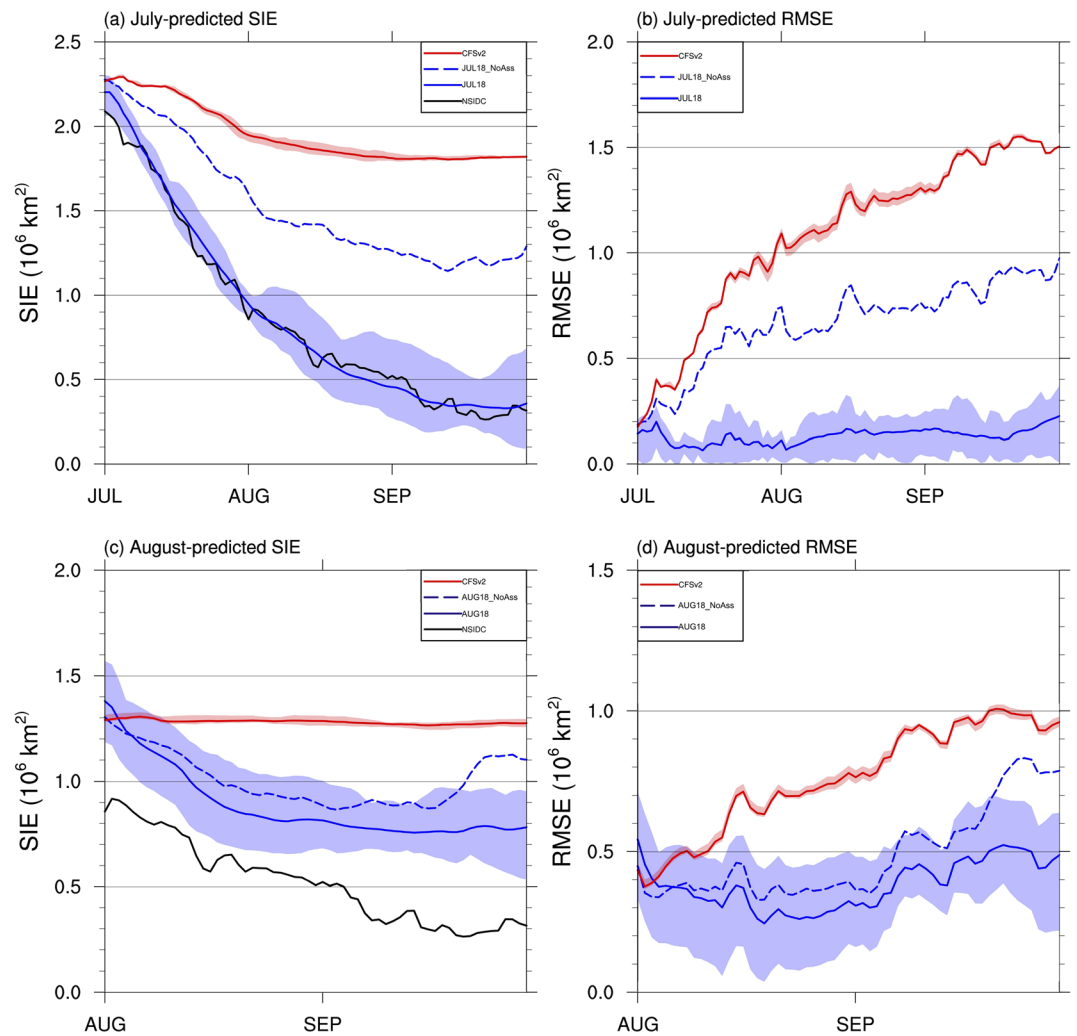 (a) July-predicted SIE
2.5
2.0
1.5
1.0
0.5
0.0
SIE (10⁶ km²)
JUL AUG SEP
CFSv2
JUL18_NoAss
JUL18
NSIDC
(b) July-predicted RMSE
2.0
1.5
1.0
0.5
0.0
RMSE (10⁶ km²)
JUL AUG SEP
CFSv2
JUL18_NoAss
JUL18
(c) August-predicted SIE
2.0
1.5
1.0
0.5
0.0
SIE (10⁶ km²)
AUG SEP
CFSv2
AUG18_NoAss
AUG18
NSIDC
(d) August-predicted RMSE
1.5
1.0
0.5
0.0
RMSE (10⁶ km²)
AUG SEP
CFSv2
AUG18_NoAss
AUG18